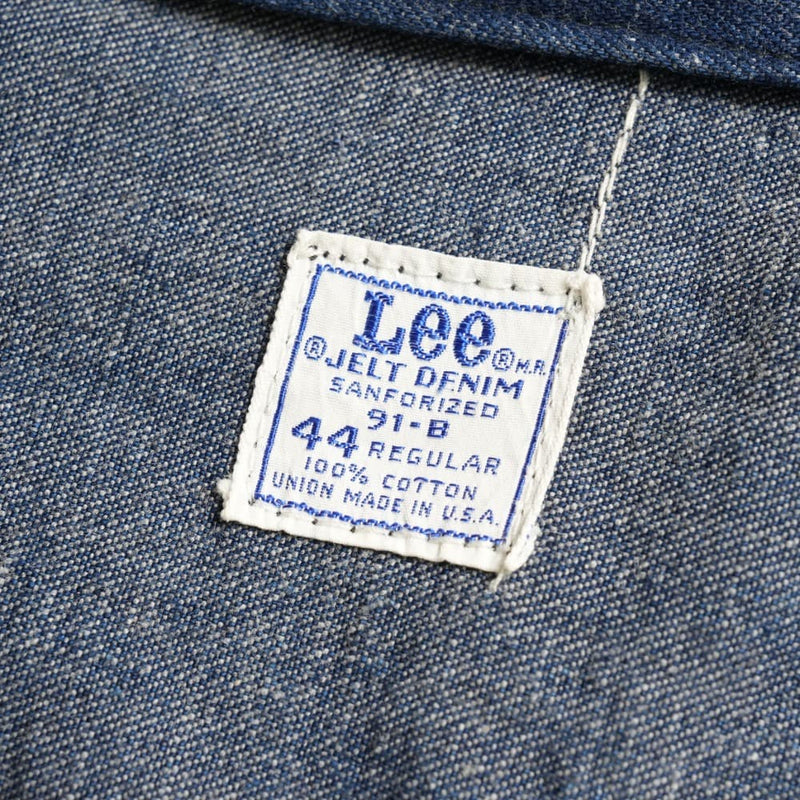 Lee ® M.R.
® JELT DENIM
SANFORIZED
91-B
44 REGULAR
100% COTTON
UNION MADE IN U.S.A.